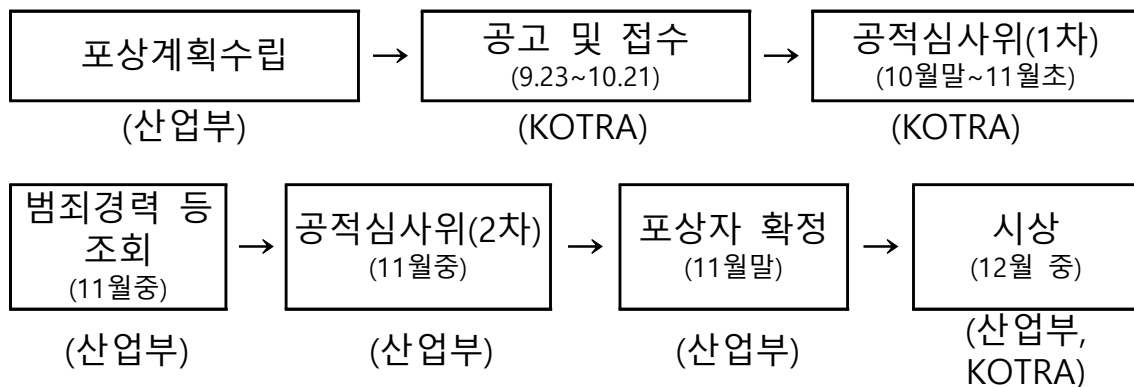 포상계획수립 → 공고 및 접수 → 공적심사위(1차)
(9.23~10.21) (10월말~11월초)
(산업부) (KOTRA) (KOTRA)
범죄경력 등
조회 → 공적심사위(2차) → 포상자 확정 → 시상
(11월중) (11월중) (11월말) (12월 중)
(산업부) (산업부) (산업부) (산업부,
KOTRA)